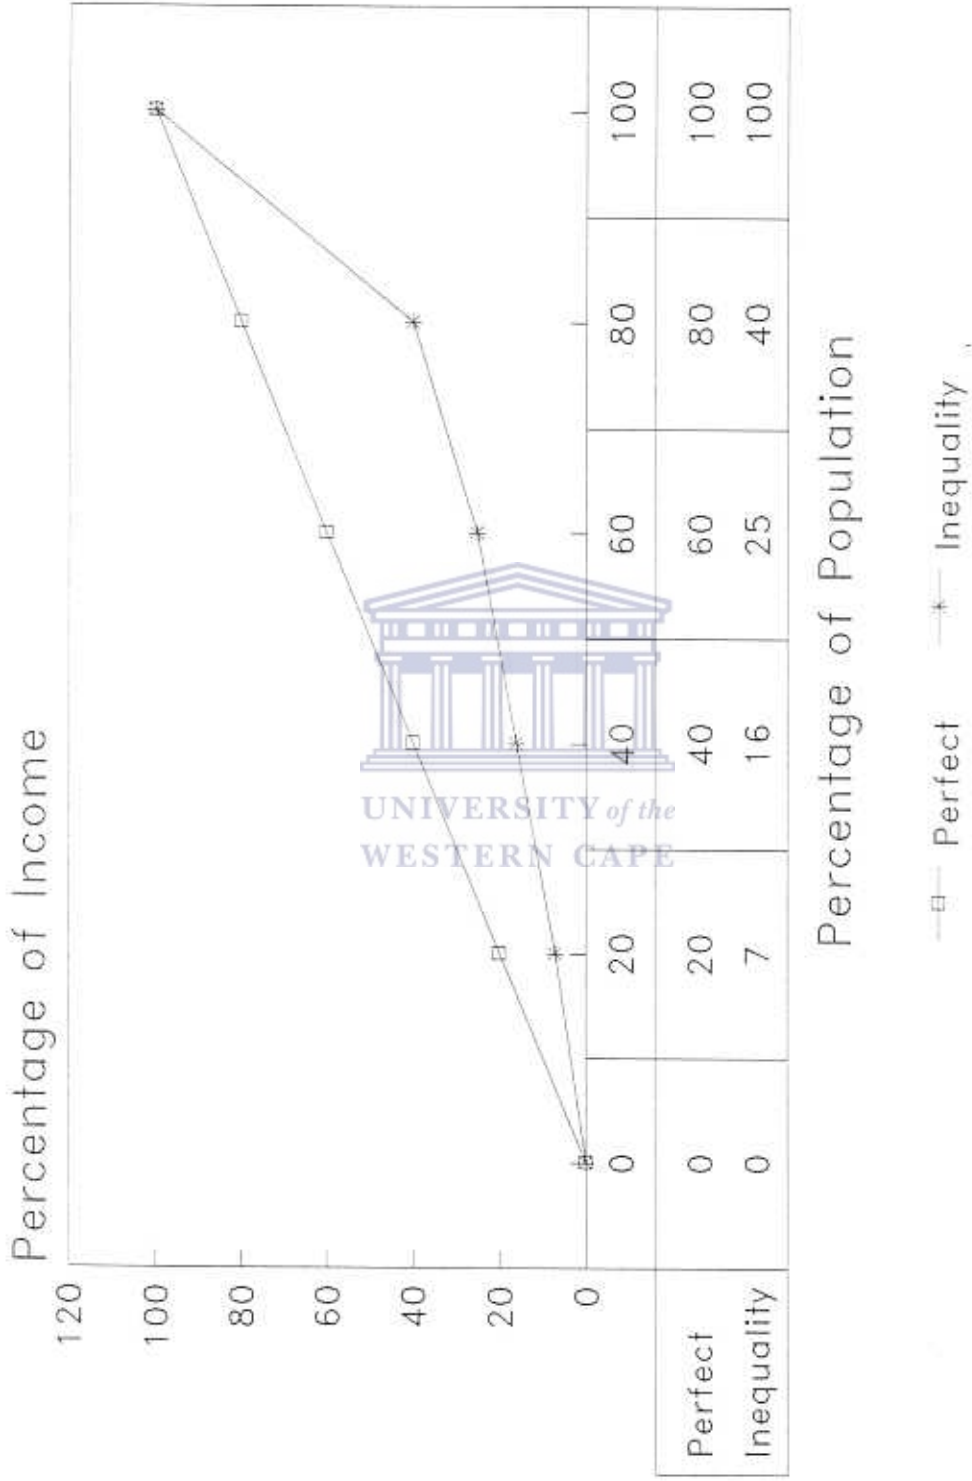 Percentage of Income
120
100
80
60
40
20
0
0 20 40 60 80 100
Perfect 0 20 40 60 80 100
Inequality 0 7 16 25 40 100
Percentage of Population
Perfect Inequality
UNIVERSITY of the
WESTERN CAPE